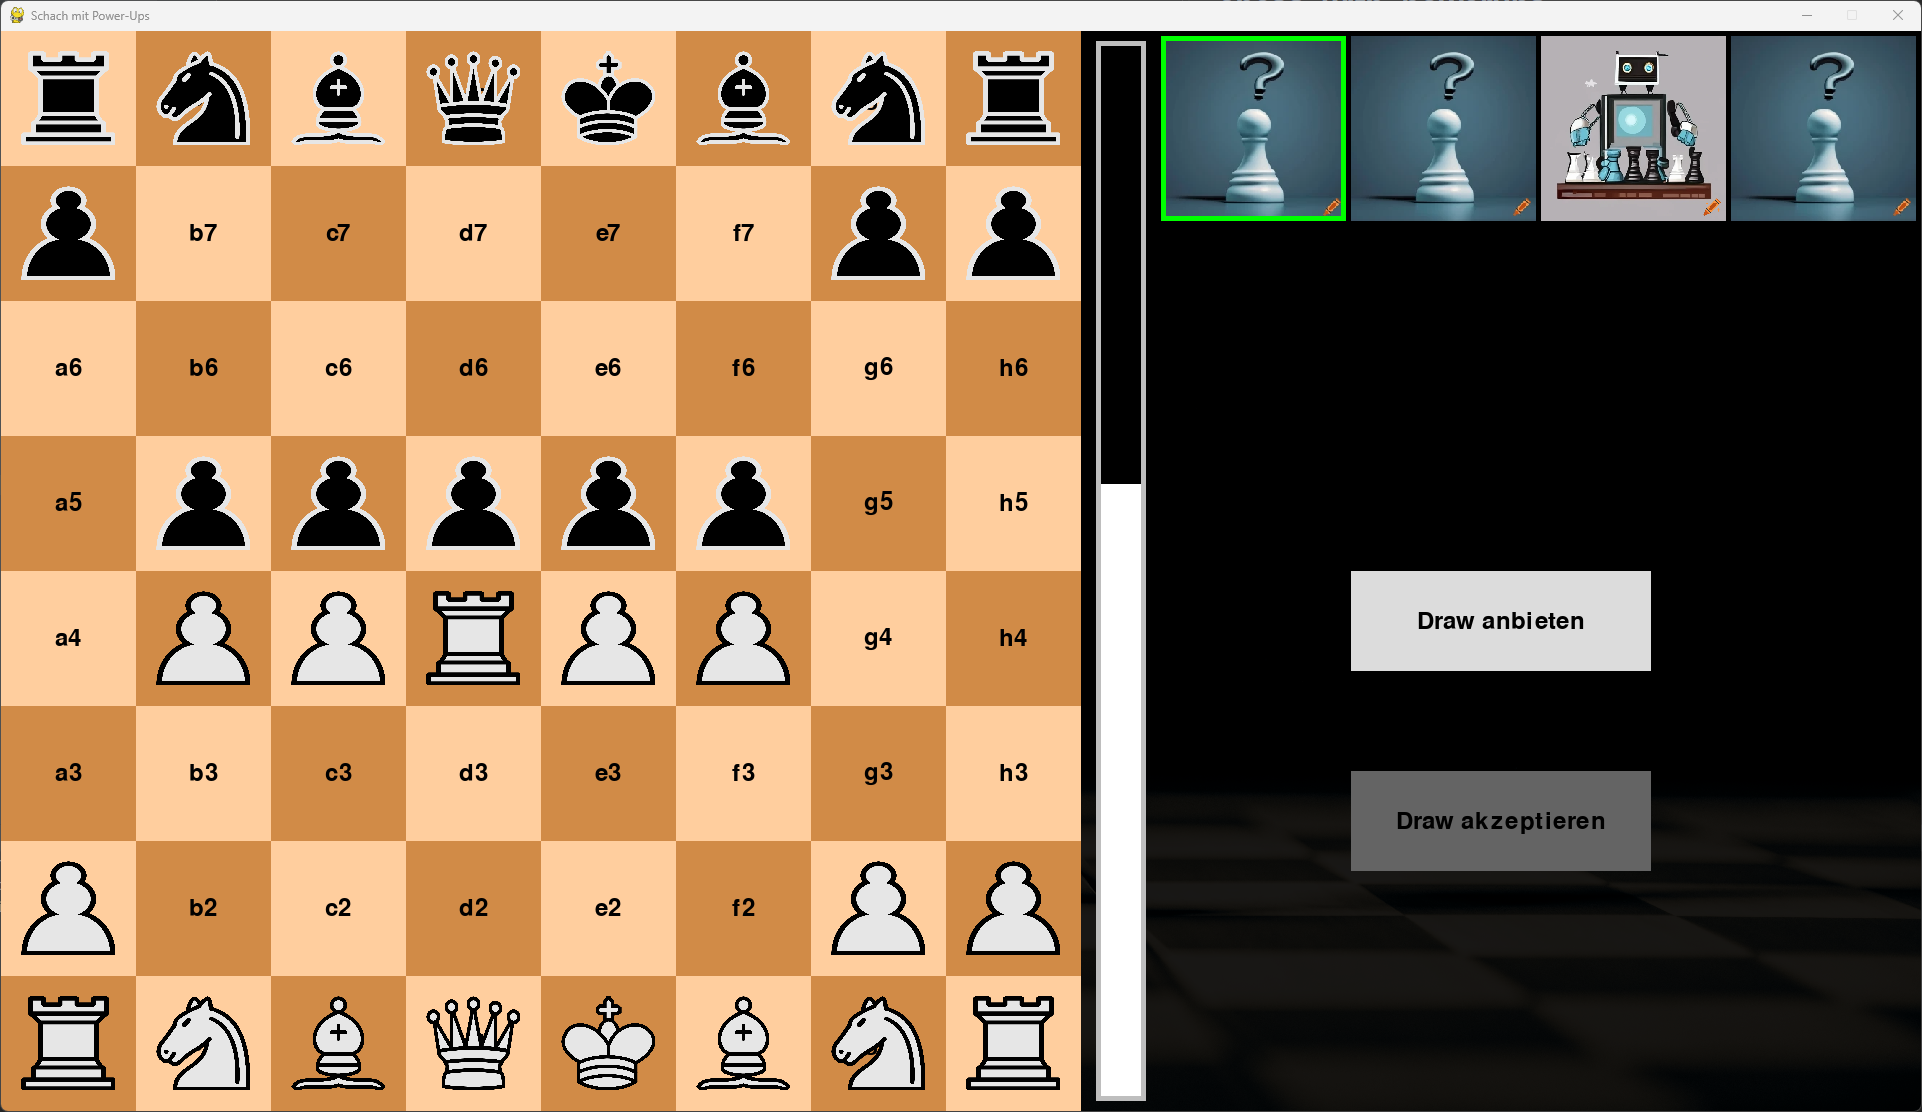 Schach mit Power-Ups
b7 c7 d7 e7 f7
a6 b6 c6 d6 e6 f6 g6 h6
a5 g5 h5
a4 g4 h4
Draw anbieten
a3 b3 c3 d3 e3 f3 g3 h3
Draw akzeptieren
b2 c2 d2 e2 f2